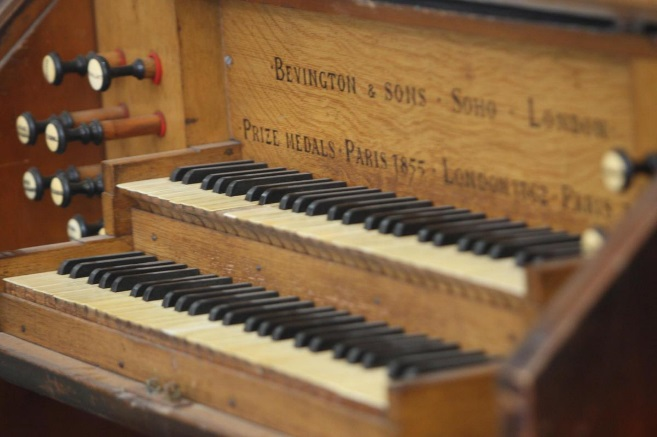 BEVINGTON & SONS · SOHO · LONDON
PRIZE MEDALS · PARIS 1855 · LONDON 1862 · PARIS